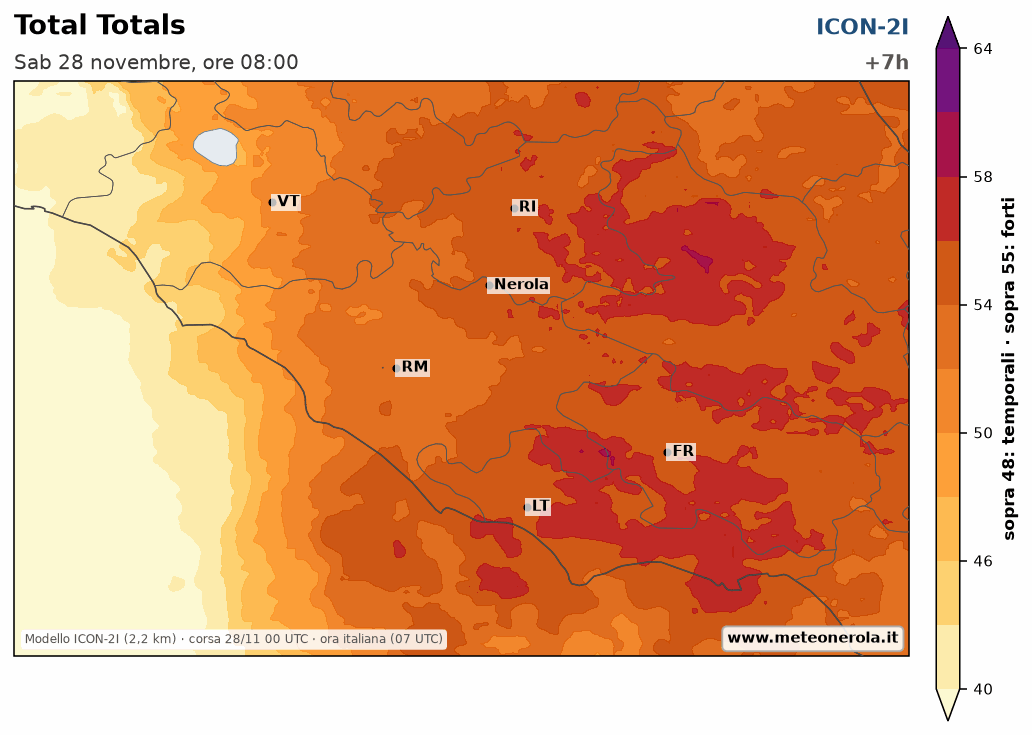 Total Totals
ICON-2I
Sab 28 novembre, ore 08:00
+7h
VT
RI
Nerola
RM
FR
LT
Modello ICON-2I (2,2 km) · corsa 28/11 00 UTC · ora italiana (07 UTC)
www.meteonerola.it
64
58
54
50
46
40
sopra 48: temporali · sopra 55: forti